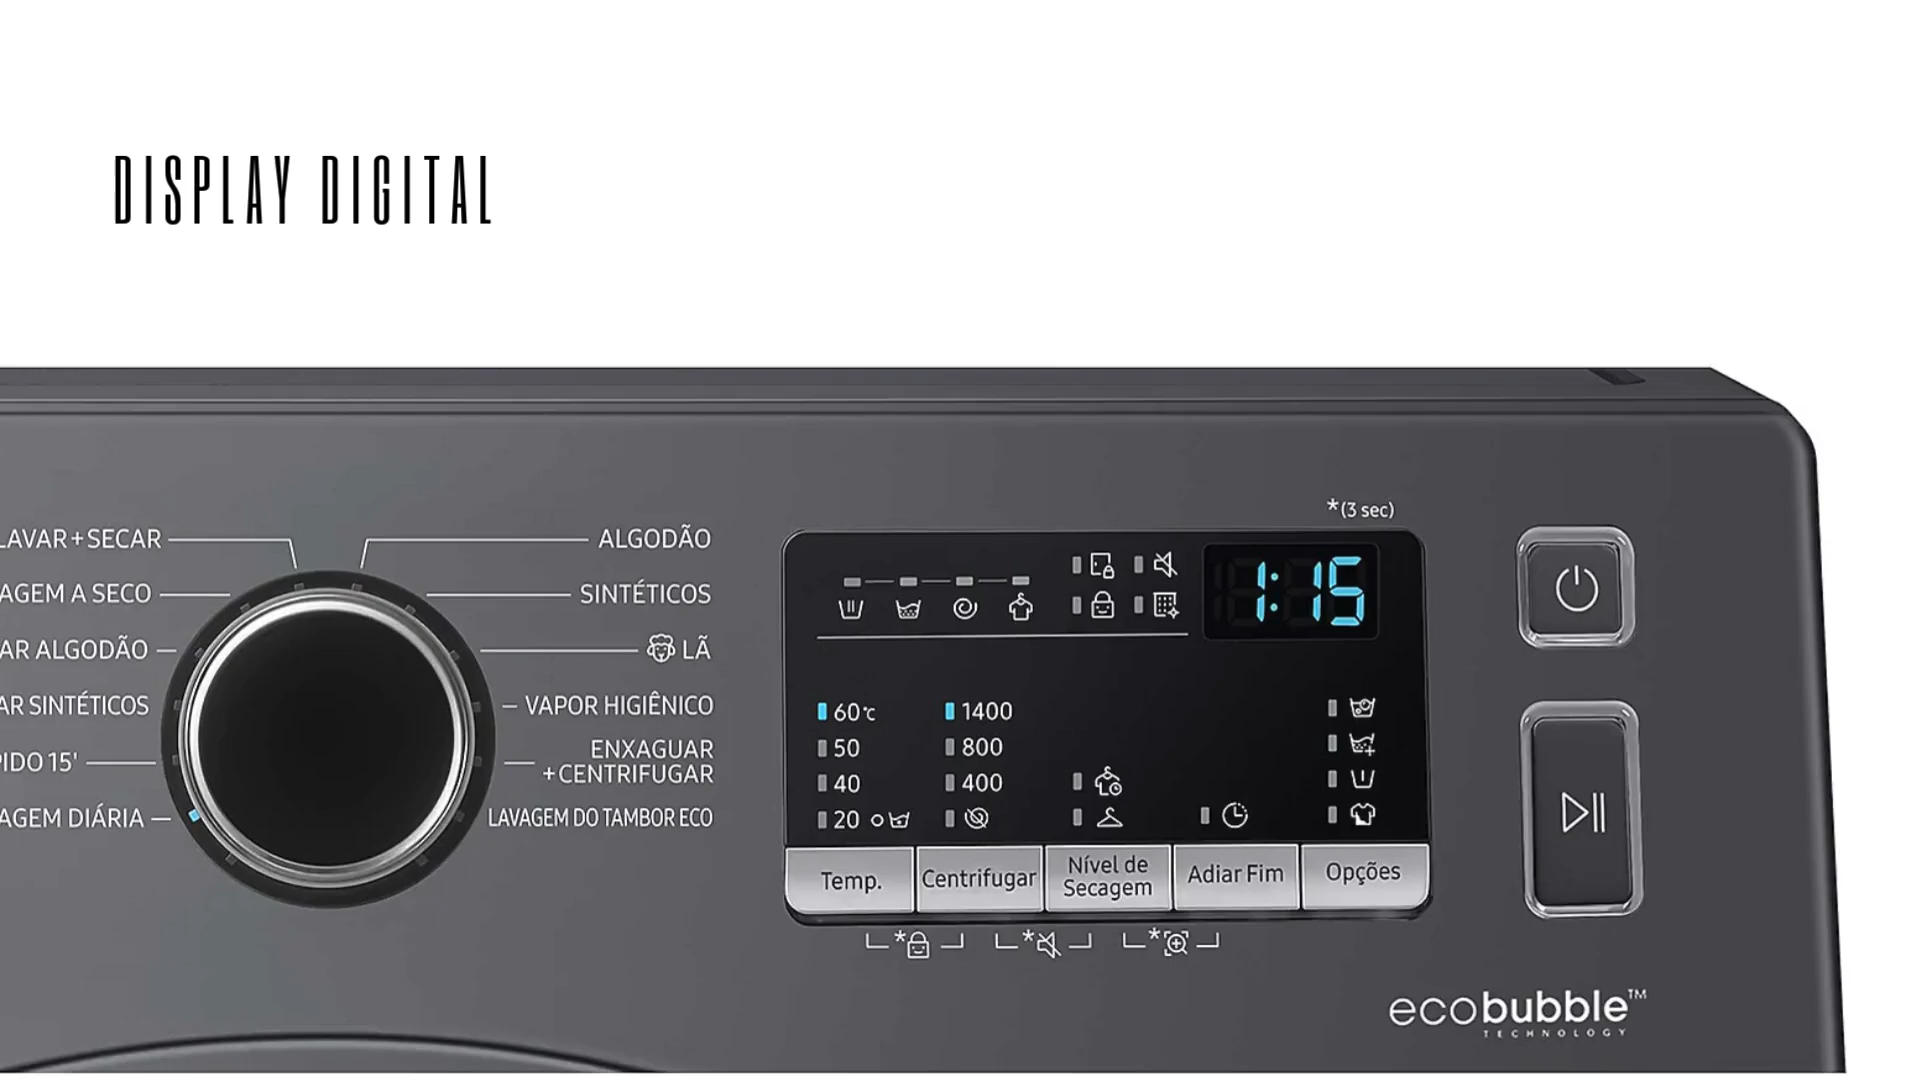 DISPLAY DIGITAL
*(3 sec)
LAVAR+SECAR
ALGODÃO
AGEM A SECO
SINTÉTICOS
AR ALGODÃO
LÃ
AR SINTÉTICOS
VAPOR HIGIÊNICO
PIDO 15'
ENXAGUAR
+CENTRIFUGAR
AGEM DIÁRIA
LAVAGEM DO TAMBOR ECO
1:15
60°C
1400
50
800
40
400
20
Temp.
Centrifugar
Nível de
Secagem
Adiar Fim
Opções
* * *
ecobubble™
TECHNOLOGY